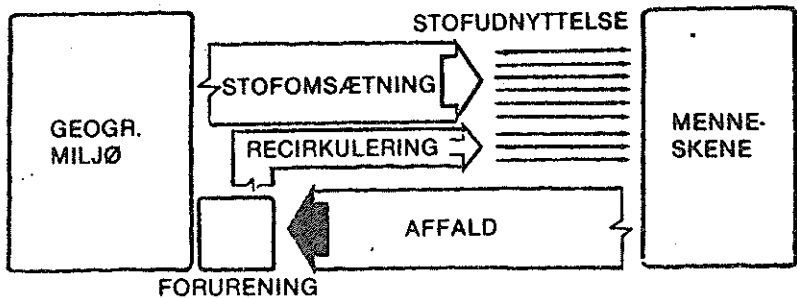 STOFUDNYTTELSE
STOFOMSÆTNING
GEOGR.
MILJØ
RECIRKULERING
MENNE-
SKENE
AFFALD
FORURENING